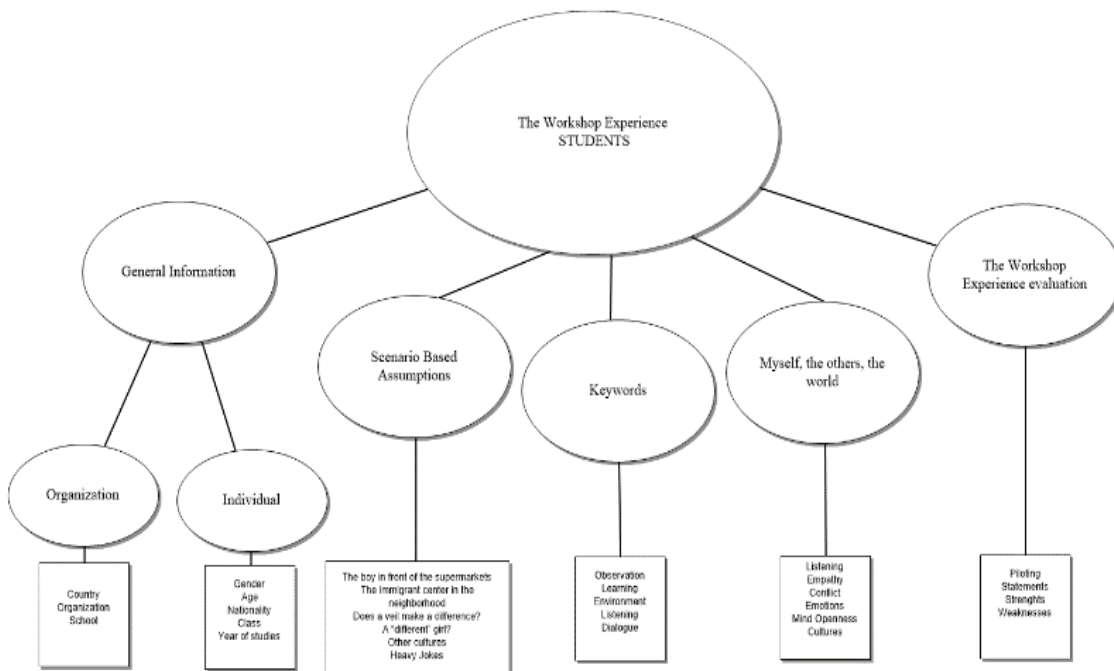 The Workshop Experience
STUDENTS
General Information
The Workshop
Experience evaluation
Scenario Based
Assumptions
Keywords
Myself, the others, the
world
Organization
Individual
Country
Organization
School
Gender
Age
Nationality
Class
Year of studies
The boy in front of the supermarkets
The immigrant center in the
neighborhood
Does a veil make a difference?
A "different" girl?
Other cultures
Heavy Jokes
Observation
Learning
Environment
Listening
Dialogue
Listening
Empathy
Conflict
Emotions
Mind Openness
Cultures
Piloting
Statements
Strenghts
Weaknesses